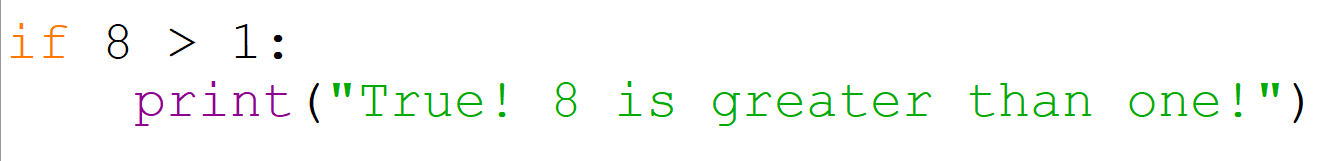 if 8 > 1:
    print("True! 8 is greater than one!")